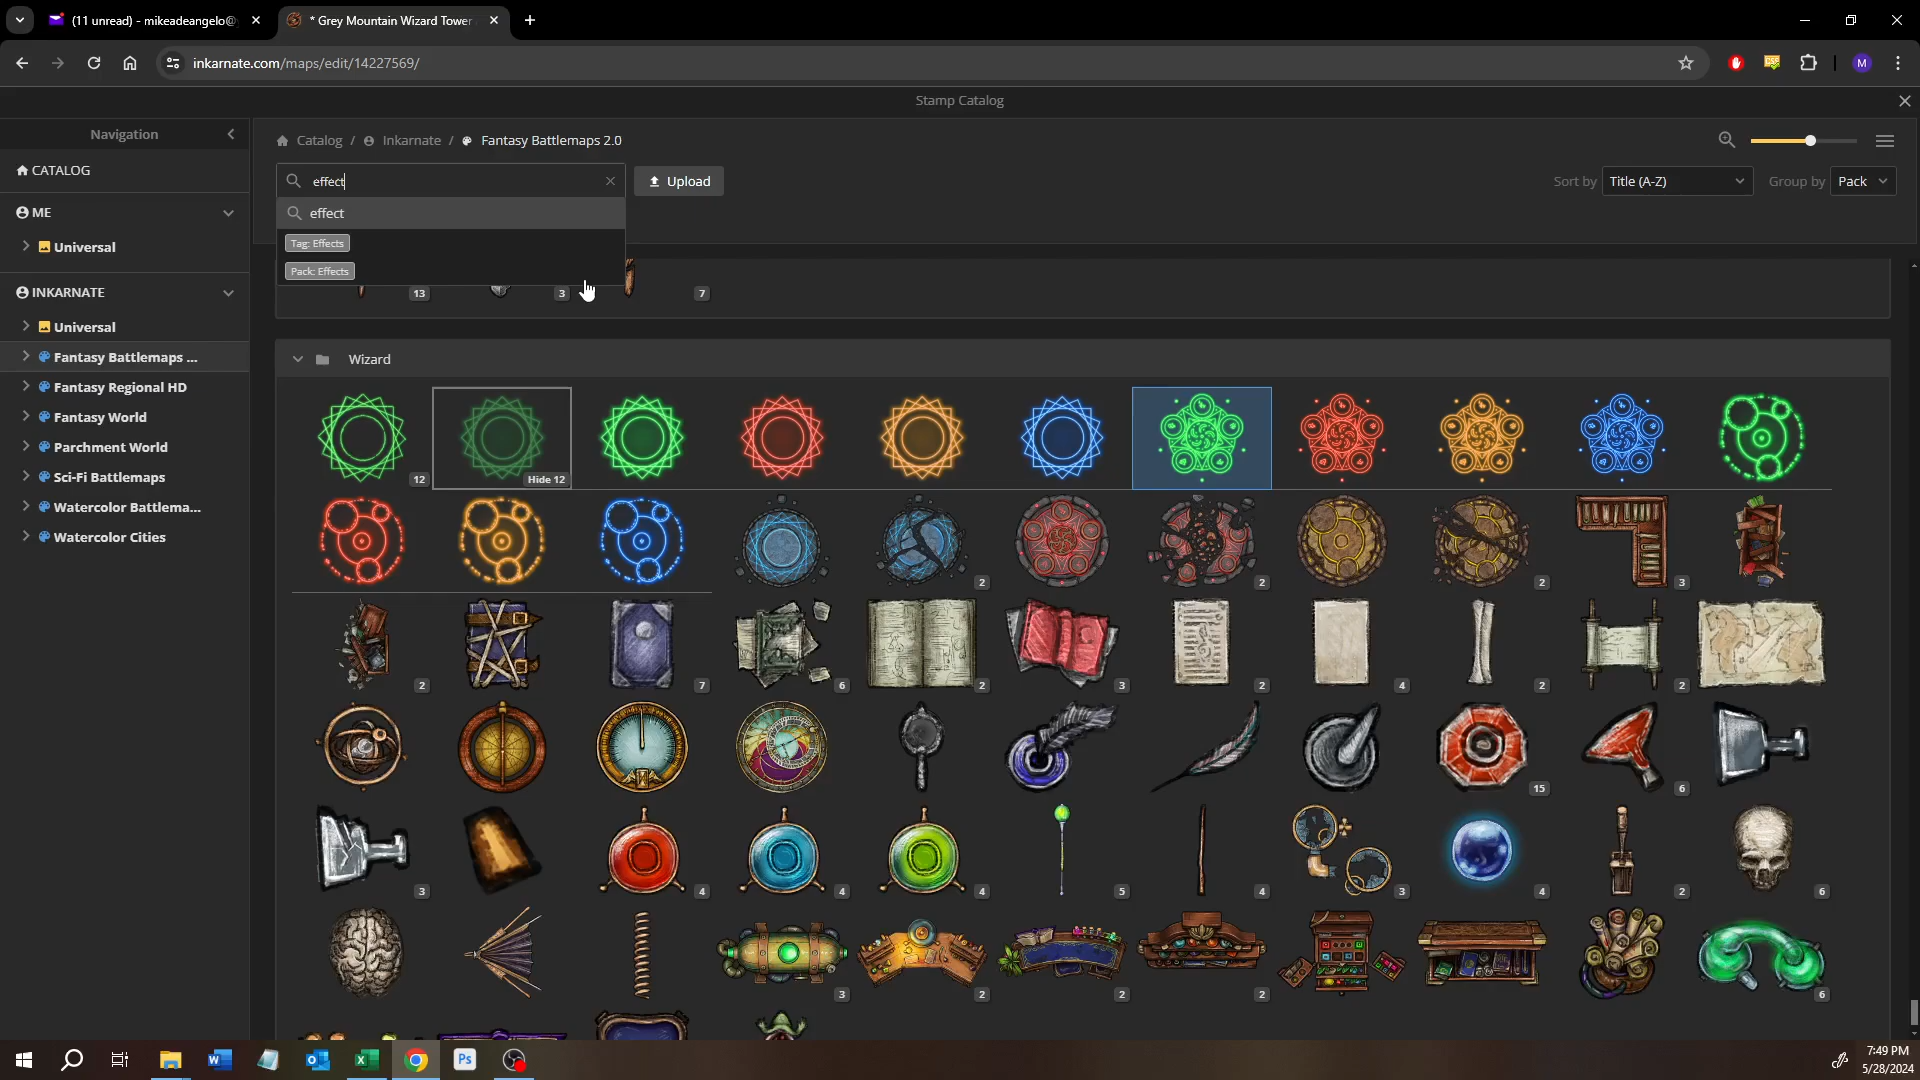 (11 unread) - mikeadeangelo@
* Grey Mountain Wizard Tower
inkarnate.com/maps/edit/14227569/
M
Stamp Catalog
Navigation
CATALOG
ME
Universal
INKARNATE
Universal
Fantasy Battlemaps ...
Fantasy Regional HD
Fantasy World
Parchment World
Sci-Fi Battlemaps
Watercolor Battlema...
Watercolor Cities
Catalog / Inkarnate / Fantasy Battlemaps 2.0
effect
Upload
Sort by Title (A-Z)
Group by Pack
effect
Tag: Effects
Pack: Effects
13 3 7
Wizard
12 Hide 12
2 2 2 3
2 7 6 2 3 2 4 2 2
15 6
3 4 4 4 5 4 3 4 2 6
3 2 2 2 6
Ps
7:49 PM
5/28/2024